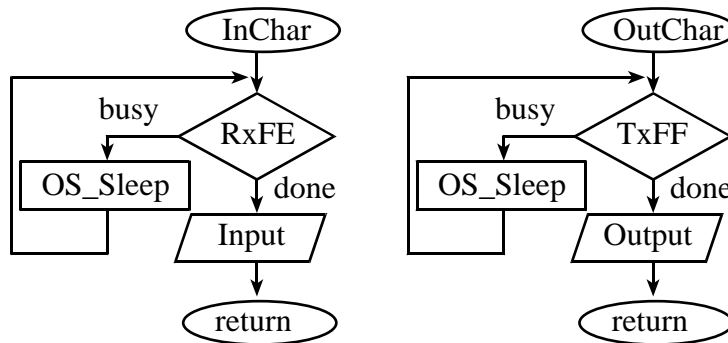 InChar
busy
RxFE
OS_Sleep
done
Input
return
OutChar
busy
TxFF
OS_Sleep
done
Output
return